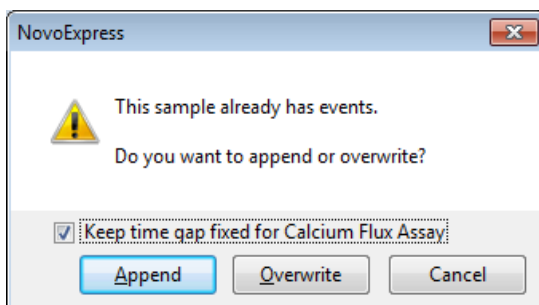 NovoExpress
This sample already has events.
Do you want to append or overwrite?
Keep time gap fixed for Calcium Flux Assay
Append
Overwrite
Cancel